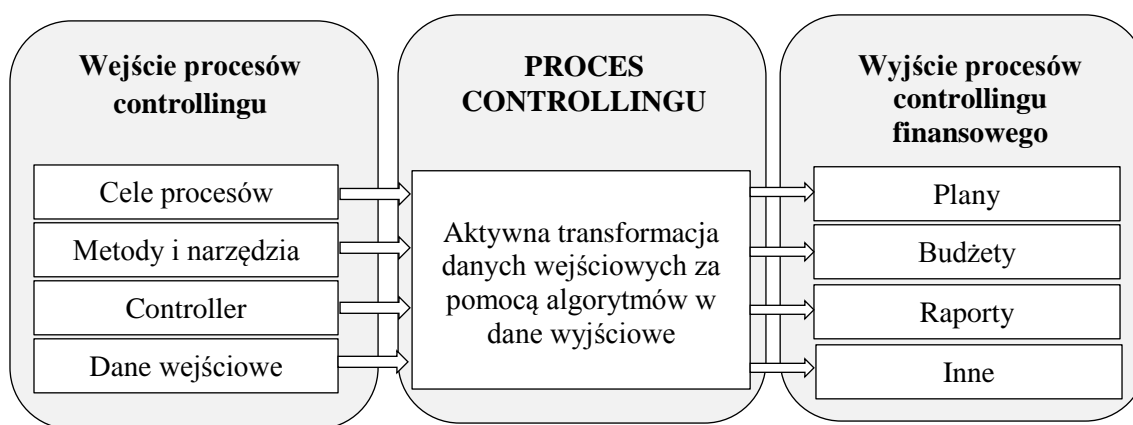 Wejście procesów
controllingu
Cele procesów
Metody i narzędzia
Controller
Dane wejściowe
PROCES
CONTROLLINGU
Aktywna transformacja
danych wejściowych za
pomocą algorytmów w
dane wyjściowe
Wyjście procesów
controllingu
finansowego
Plany
Budżety
Raporty
Inne